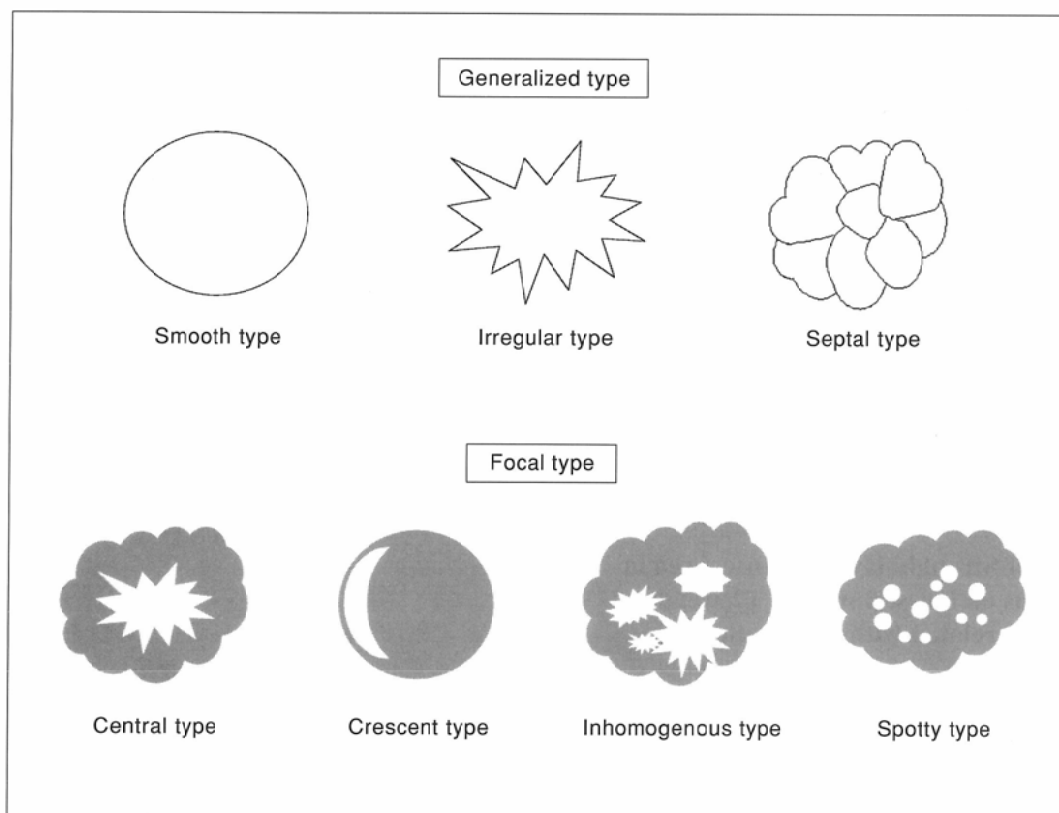 Generalized type
Smooth type
Irregular type
Septal type
Focal type
Central type
Crescent type
Inhomogenous type
Spotty type